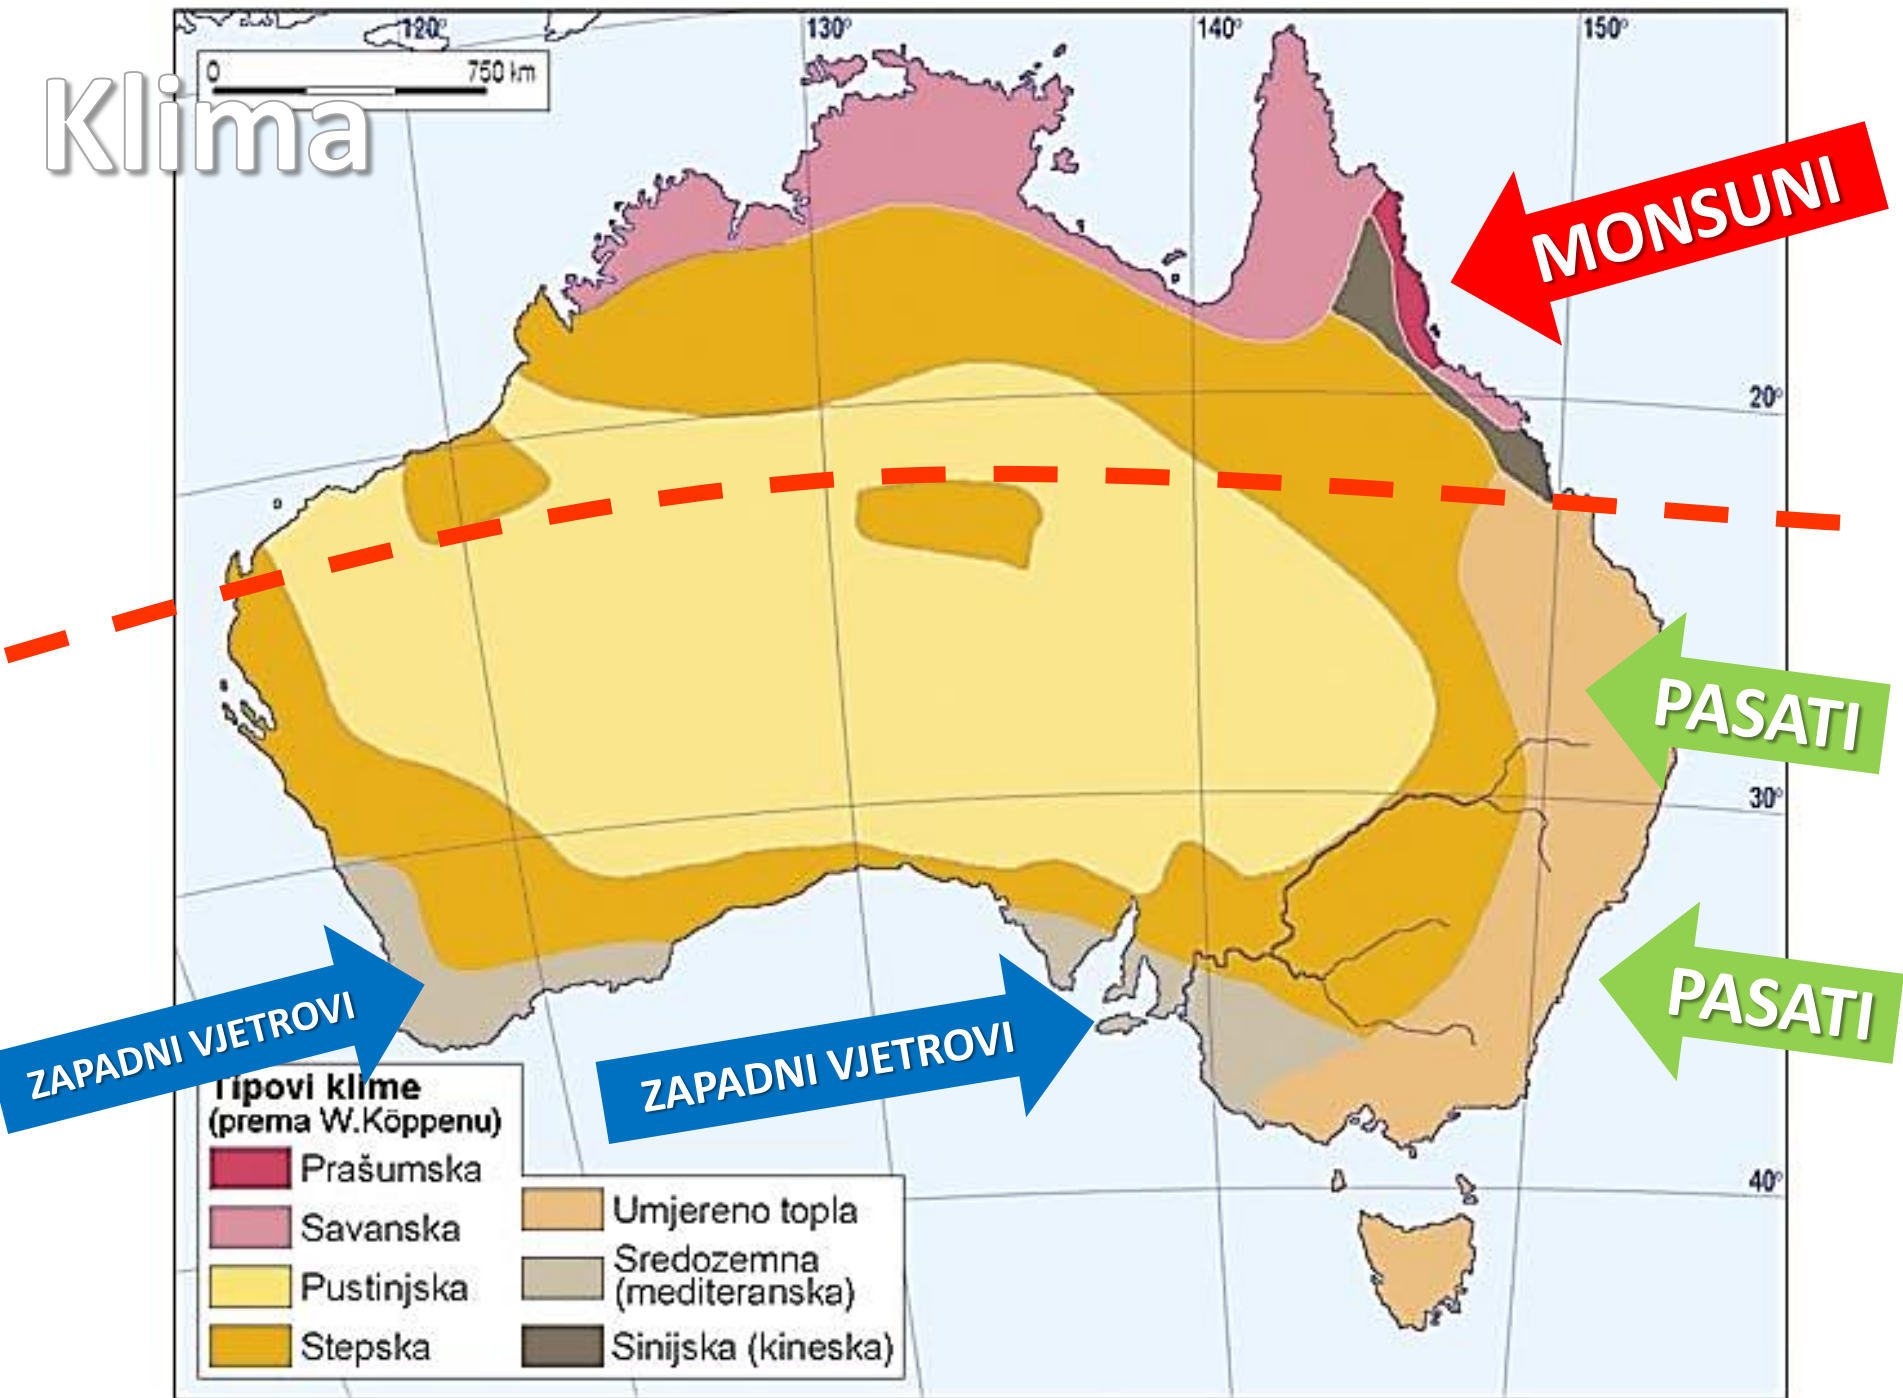 120° 130° 140° 150°
0 750 km
Klima
MONSUNI
20°
PASATI
30°
PASATI
ZAPADNI VJETROVI
ZAPADNI VJETROVI
40°
Tipovi klime
(prema W.Köppenu)
Prašumska
Savanska
Pustinjska
Stepska
Umjereno topla
Sredozemna
(mediteranska)
Sinijska (kineska)